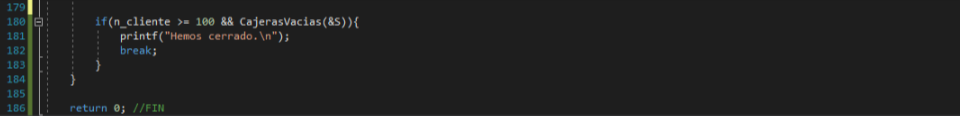 179
180 if(n_cliente >= 100 && CajerasVacias(&S)){
181 printf("Hemos cerrado.\n");
182 break;
183 }
184 }
185
186 return 0; //FIN